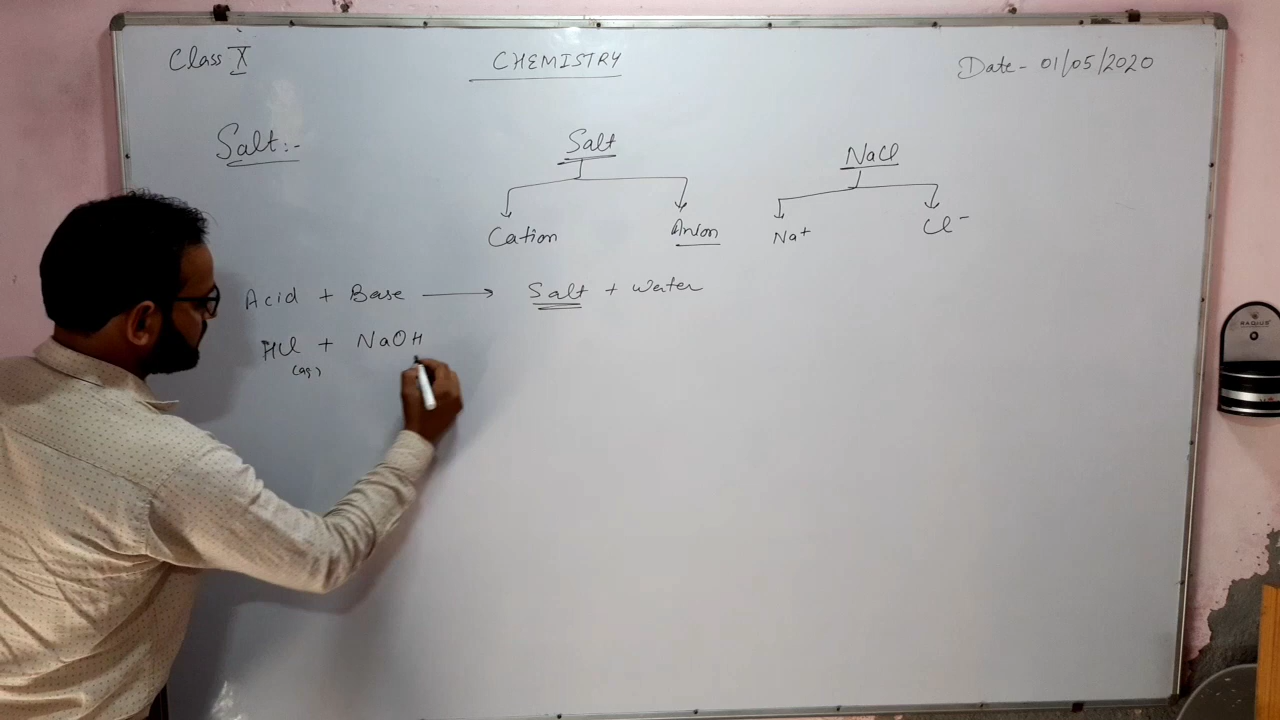 Class X
CHEMISTRY
Date - 01/05/2020
Salt:-
Salt
Cation
Anion
NaCl
Na+
Cl-
Acid + Base ⟶ Salt + Water
HCl + NaOH
(aq)
RADIUS